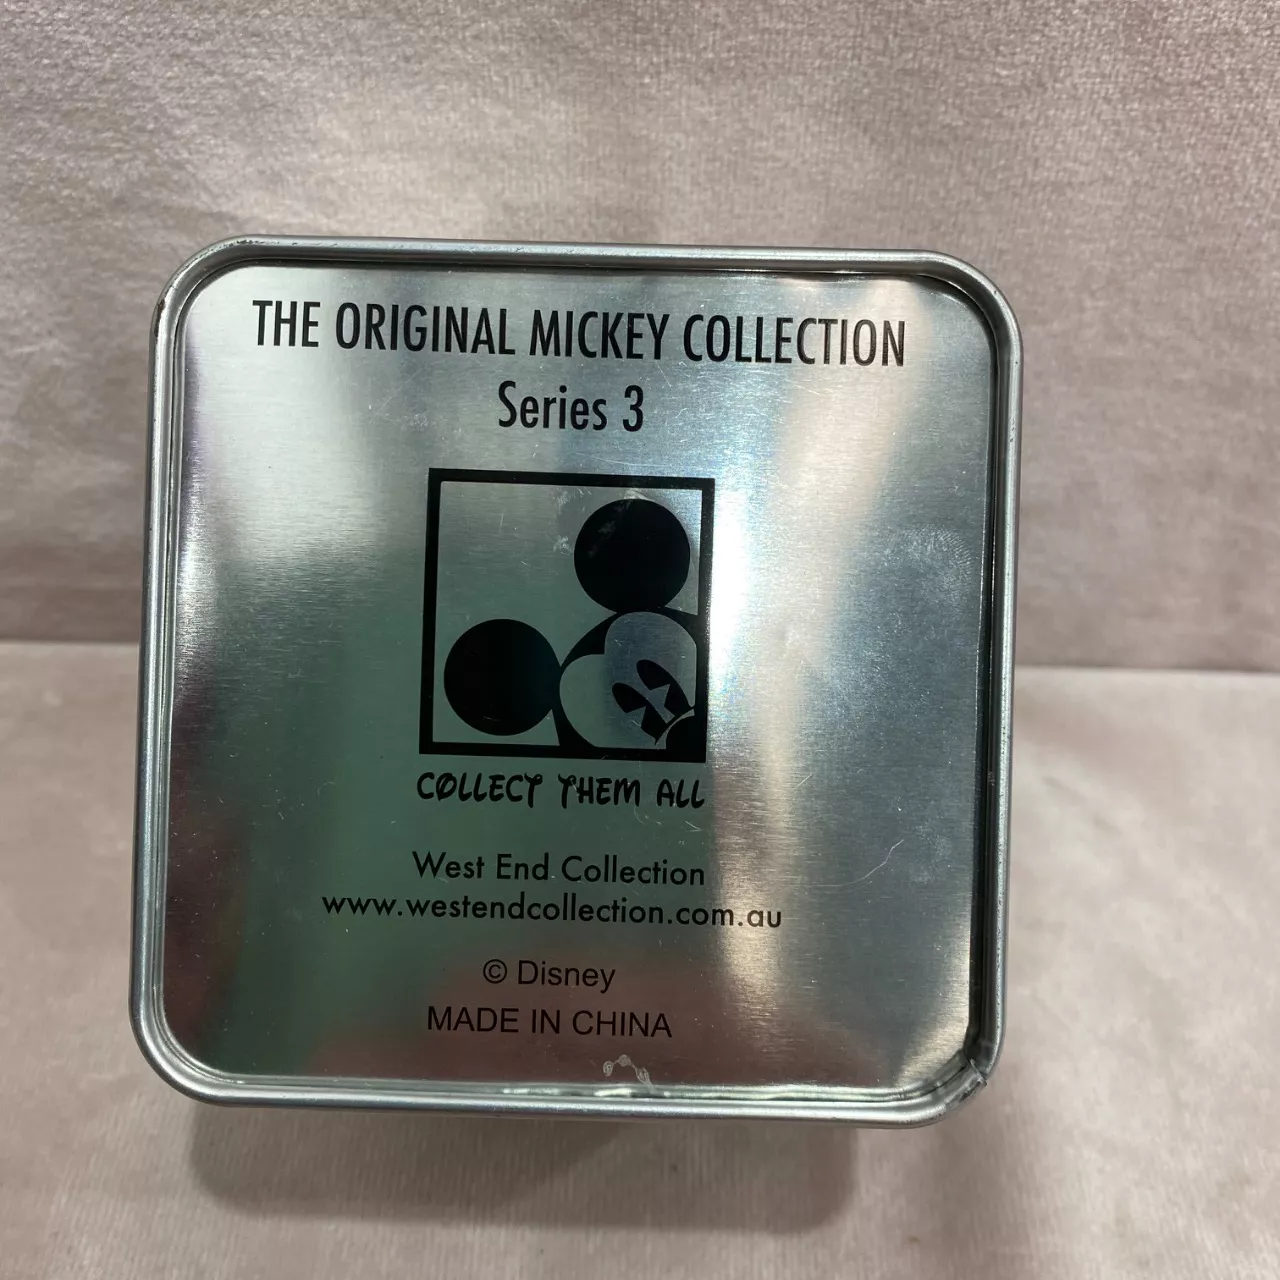 THE ORIGINAL MICKEY COLLECTION
Series 3
COLLECT THEM ALL
West End Collection
www.westendcollection.com.au
© Disney
MADE IN CHINA